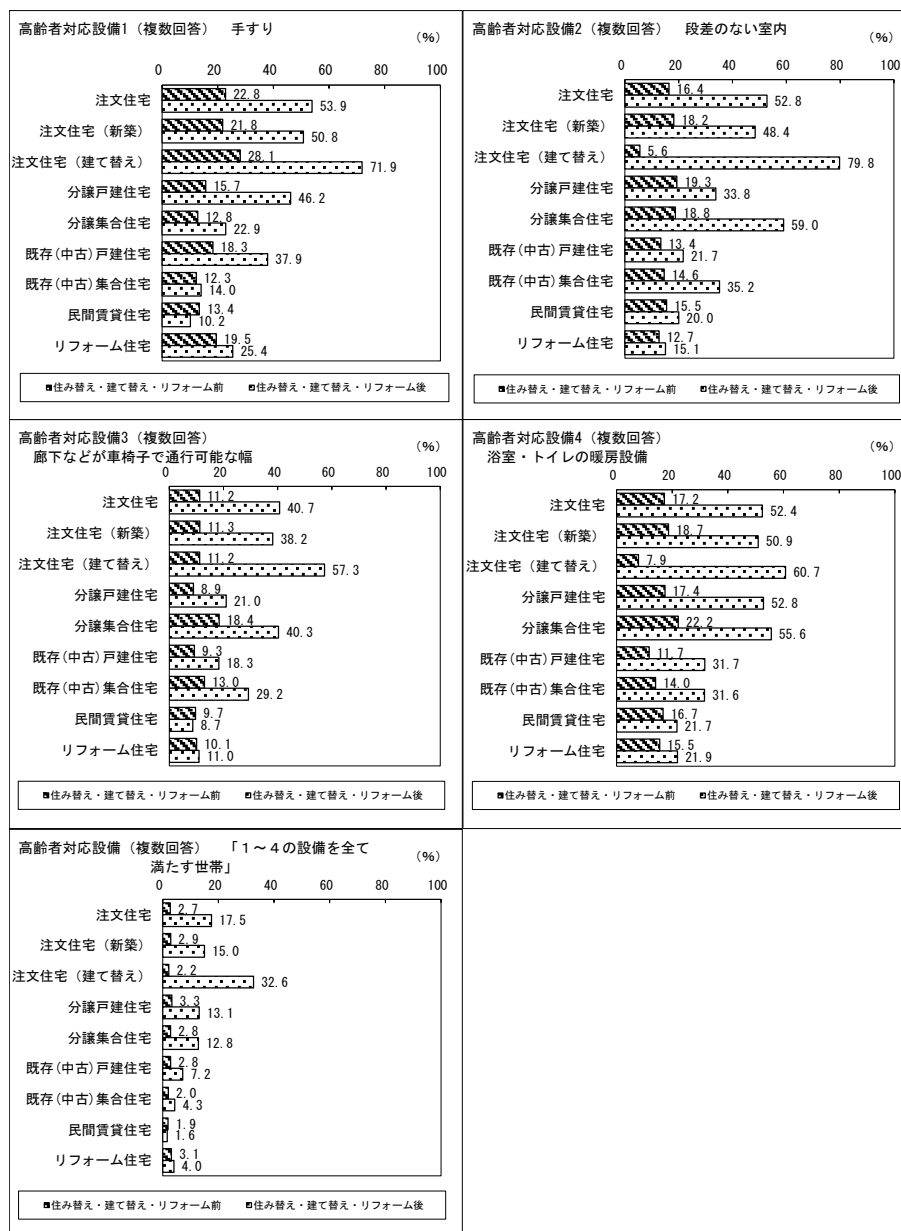 高齢者対応設備1（複数回答）　手すり
(%)
0 20 40 60 80 100
注文住宅 22.8 53.9
注文住宅（新築） 21.8 50.8
注文住宅（建て替え） 28.1 71.9
分譲戸建住宅 15.7 46.2
分譲集合住宅 12.8 22.9
既存(中古)戸建住宅 18.3 37.9
既存(中古)集合住宅 12.3 14.0
民間賃貸住宅 13.4 10.2
リフォーム住宅 19.5 25.4
住み替え・建て替え・リフォーム前 住み替え・建て替え・リフォーム後
高齢者対応設備2（複数回答）　段差のない室内
(%)
0 20 40 60 80 100
注文住宅 16.4 52.8
注文住宅（新築） 18.2 48.4
注文住宅（建て替え） 5.6 79.8
分譲戸建住宅 19.3 33.8
分譲集合住宅 18.8 59.0
既存(中古)戸建住宅 13.4 21.7
既存(中古)集合住宅 14.6 35.2
民間賃貸住宅 15.5 20.0
リフォーム住宅 12.7 15.1
住み替え・建て替え・リフォーム前 住み替え・建て替え・リフォーム後
高齢者対応設備3（複数回答）
廊下などが車椅子で通行可能な幅
(%)
0 20 40 60 80 100
注文住宅 11.2 40.7
注文住宅（新築） 11.3 38.2
注文住宅（建て替え） 11.2 57.3
分譲戸建住宅 8.9 21.0
分譲集合住宅 18.4 40.3
既存(中古)戸建住宅 9.3 18.3
既存(中古)集合住宅 13.0 29.2
民間賃貸住宅 9.7 8.7
リフォーム住宅 10.1 11.0
住み替え・建て替え・リフォーム前 住み替え・建て替え・リフォーム後
高齢者対応設備4（複数回答）
浴室・トイレの暖房設備
(%)
0 20 40 60 80 100
注文住宅 17.2 52.4
注文住宅（新築） 18.7 50.9
注文住宅（建て替え） 7.9 60.7
分譲戸建住宅 17.4 52.8
分譲集合住宅 22.2 55.6
既存(中古)戸建住宅 11.7 31.7
既存(中古)集合住宅 14.0 31.6
民間賃貸住宅 16.7 21.7
リフォーム住宅 15.5 21.9
住み替え・建て替え・リフォーム前 住み替え・建て替え・リフォーム後
高齢者対応設備（複数回答）　「１～４の設備を全て
満たす世帯」
(%)
0 20 40 60 80 100
注文住宅 2.7 17.5
注文住宅（新築） 2.9 15.0
注文住宅（建て替え） 2.2 32.6
分譲戸建住宅 3.3 13.1
分譲集合住宅 2.8 12.8
既存(中古)戸建住宅 2.8 7.2
既存(中古)集合住宅 2.0 4.3
民間賃貸住宅 1.9 1.6
リフォーム住宅 3.1 4.0
住み替え・建て替え・リフォーム前 住み替え・建て替え・リフォーム後